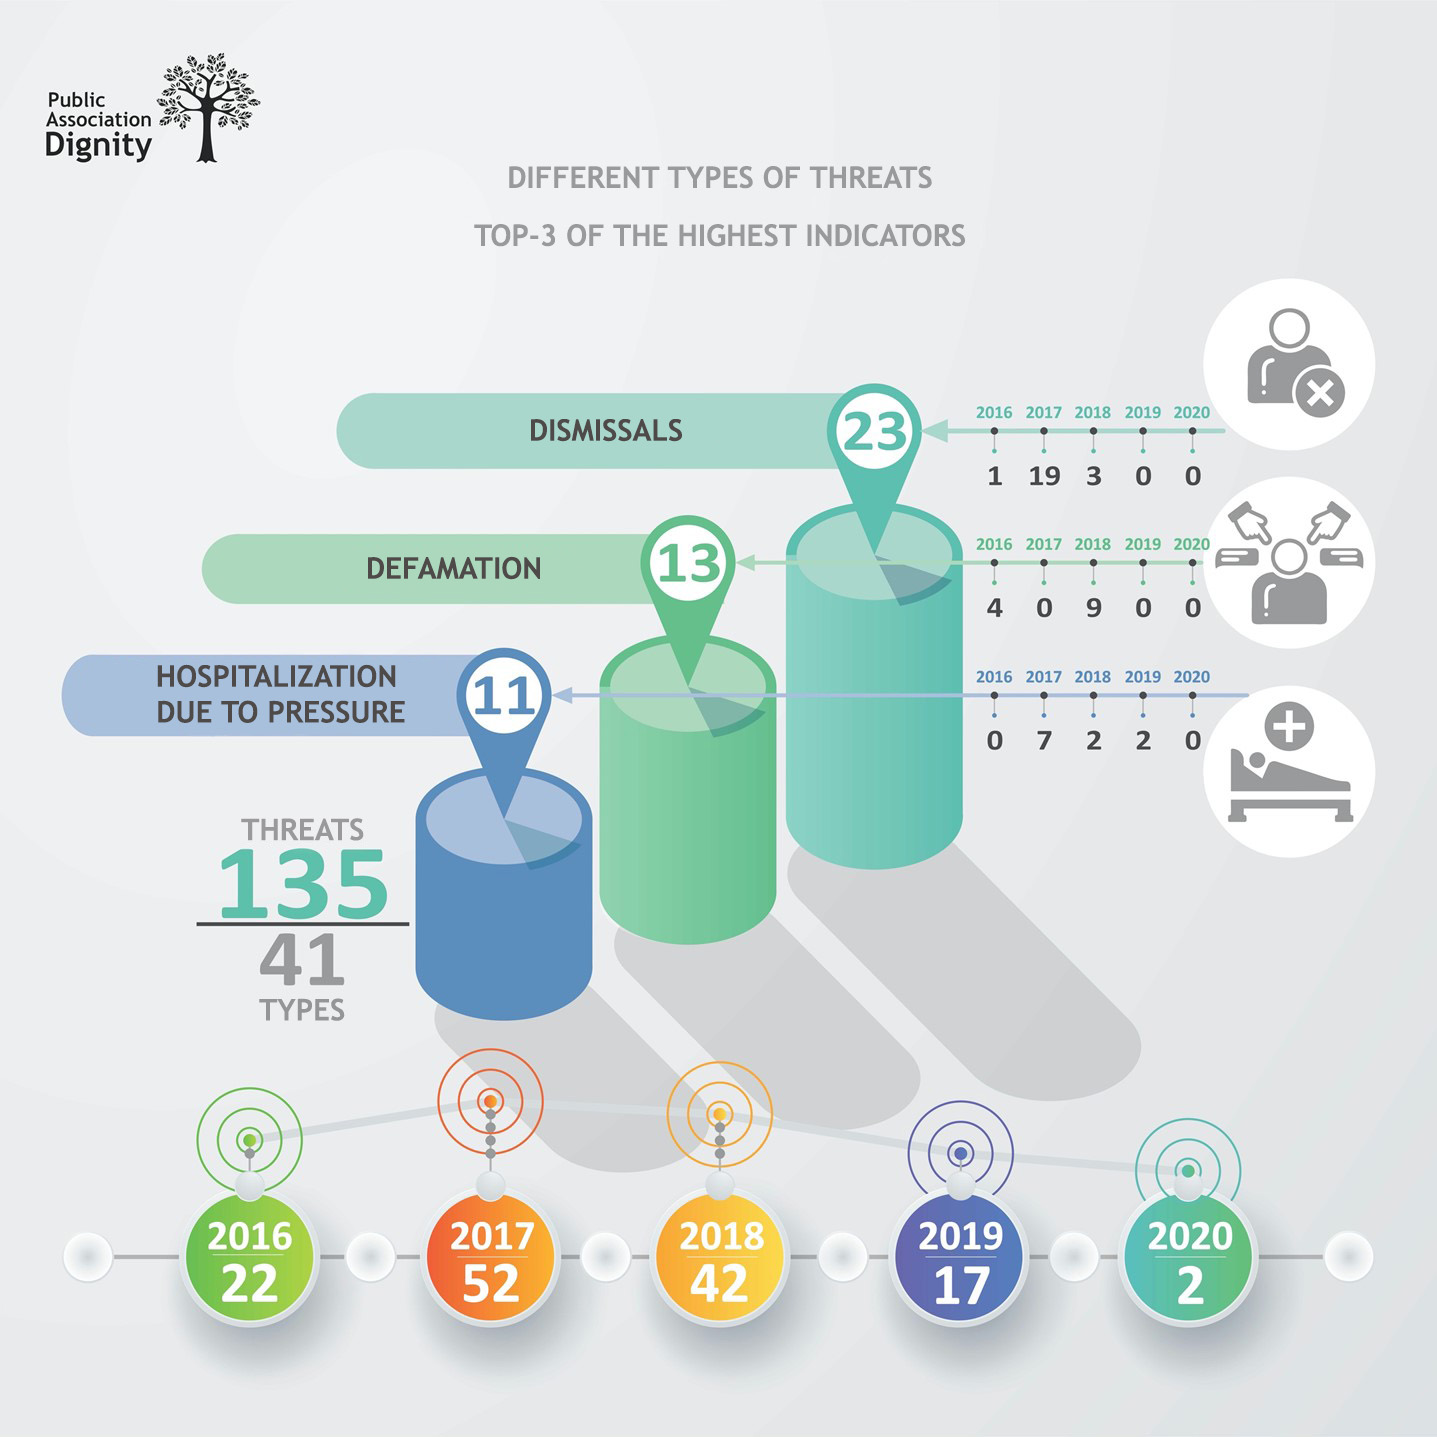 Public
Association
Dignity
DIFFERENT TYPES OF THREATS
TOP-3 OF THE HIGHEST INDICATORS
DISMISSALS
23
2016 2017 2018 2019 2020
1 19 3 0 0
DEFAMATION
13
2016 2017 2018 2019 2020
4 0 9 0 0
HOSPITALIZATION
DUE TO PRESSURE
11
2016 2017 2018 2019 2020
0 7 2 2 0
THREATS
135
41
TYPES
2016
22
2017
52
2018
42
2019
17
2020
2